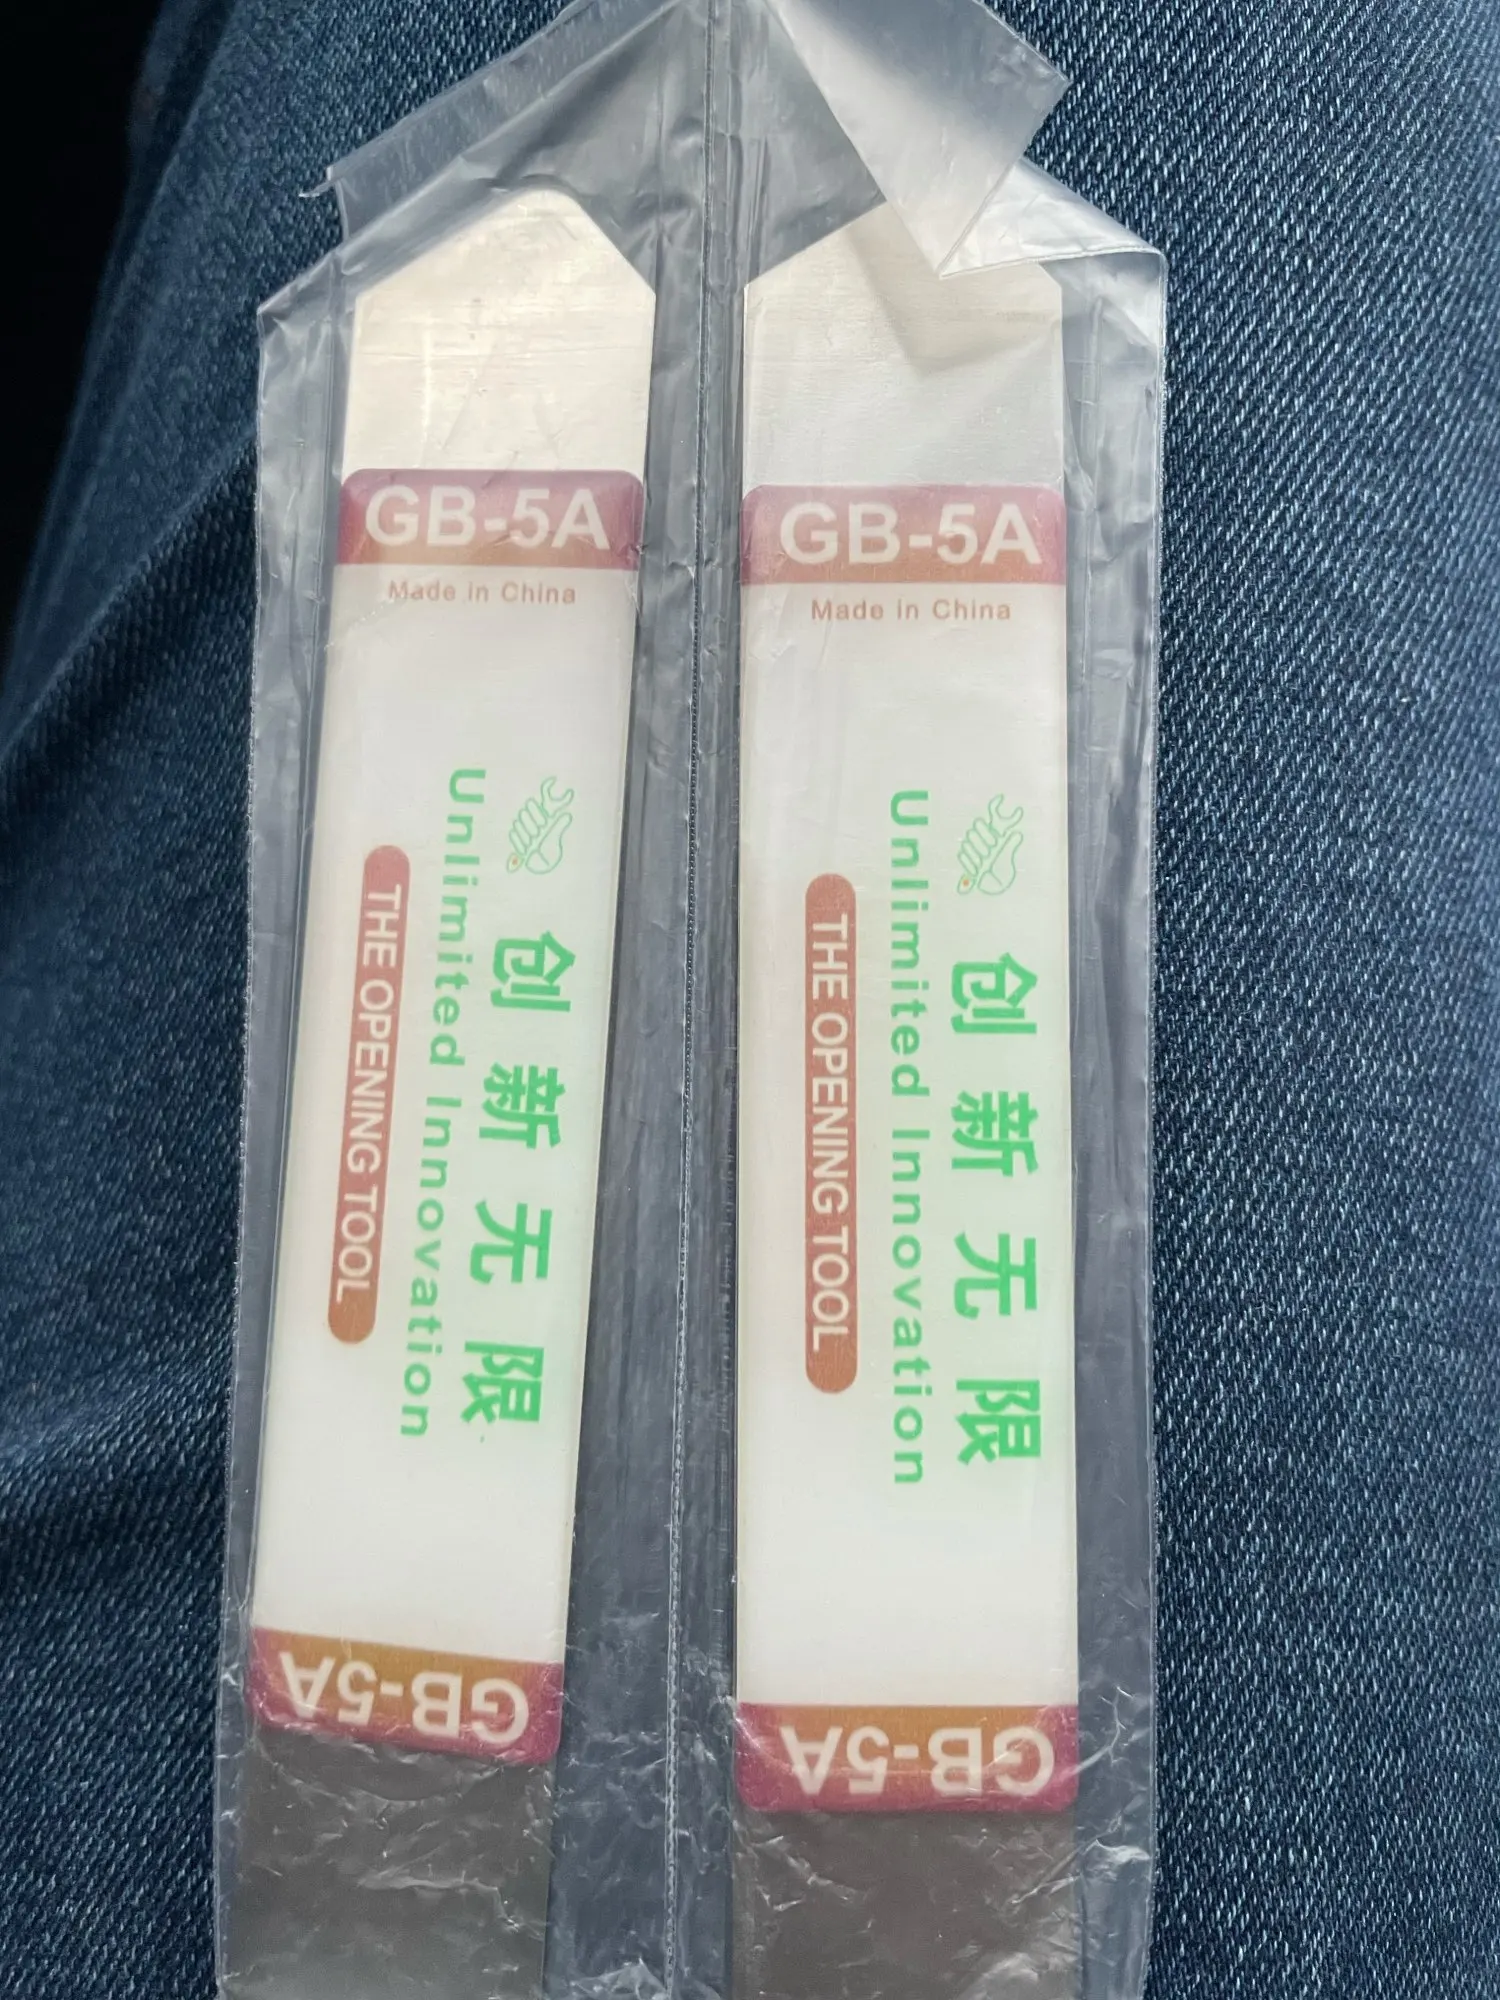 GB-5A
Made in China
创新无限
Unlimited Innovation
THE OPENING TOOL
GB-5A
GB-5A
Made in China
创新无限
Unlimited Innovation
THE OPENING TOOL
GB-5A